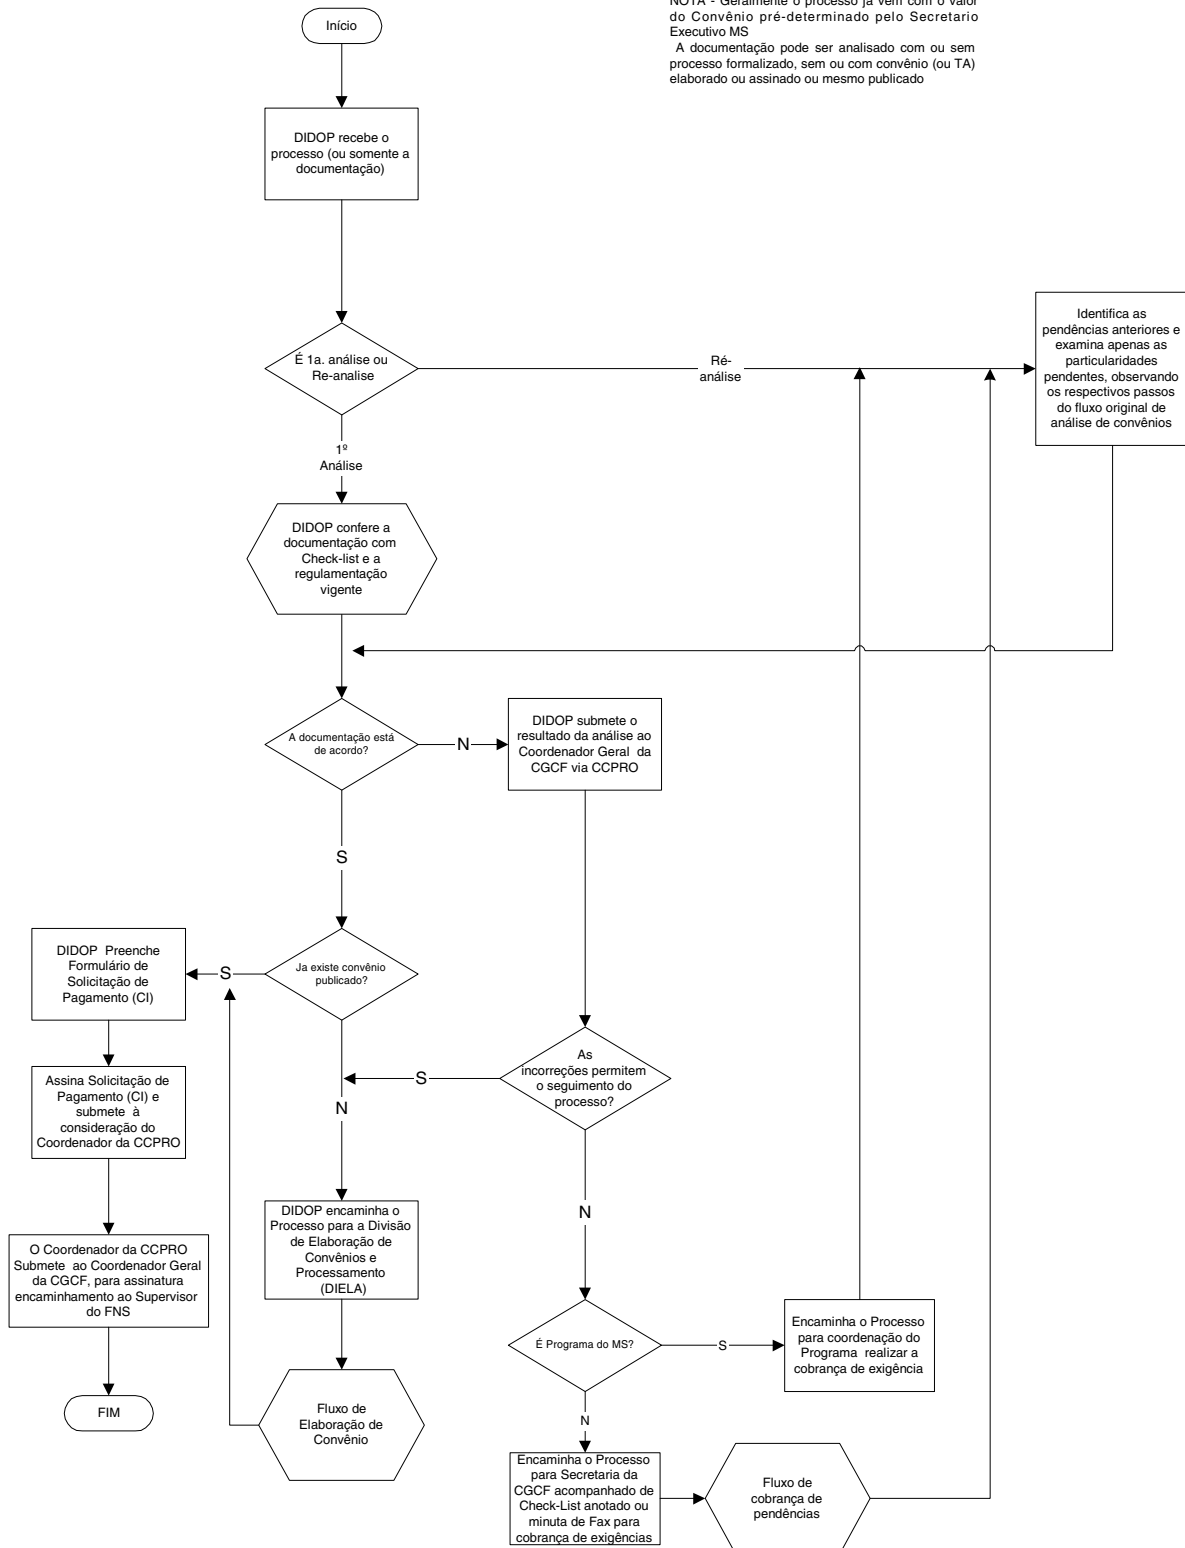 NOTA - Geralmente o processo já vem com o valor
do Convênio pré-determinado pelo Secretario
Executivo MS
A documentação pode ser analisado com ou sem
processo formalizado, sem ou com convênio (ou TA)
elaborado ou assinado ou mesmo publicado
Início
DIDOP recebe o
processo (ou somente a
documentação)
É 1a. análise ou
Re-analise
Ré-
análise
Identifica as
pendências anteriores e
examina apenas as
particularidades
pendentes, observando
os respectivos passos
do fluxo original de
análise de convênios
1º
Análise
DIDOP confere a
documentação com
Check-list e a
regulamentação
vigente
A documentação está
de acordo?
N
DIDOP submete o
resultado da análise ao
Coordenador Geral da
CGCF via CCPRO
S
DIDOP Preenche
Formulário de
Solicitação de
Pagamento (CI)
S
Ja existe convênio
publicado?
As
incorreções permitem
o seguimento do
processo?
S
N
Assina Solicitação de
Pagamento (CI) e
submete à
consideração do
Coordenador da CCPRO
N
DIDOP encaminha o
Processo para a Divisão
de Elaboração de
Convênios e
Processamento
(DIELA)
O Coordenador da CCPRO
Submete ao Coordenador Geral
da CGCF, para assinatura
encaminhamento ao Supervisor
do FNS
É Programa do MS?
S
Encaminha o Processo
para coordenação do
Programa realizar a
cobrança de exigência
FIM
Fluxo de
Elaboração de
Convênio
N
Encaminha o Processo
para Secretaria da
CGCF acompanhado de
Check-List anotado ou
minuta de Fax para
cobrança de exigências
Fluxo de
cobrança de
pendências